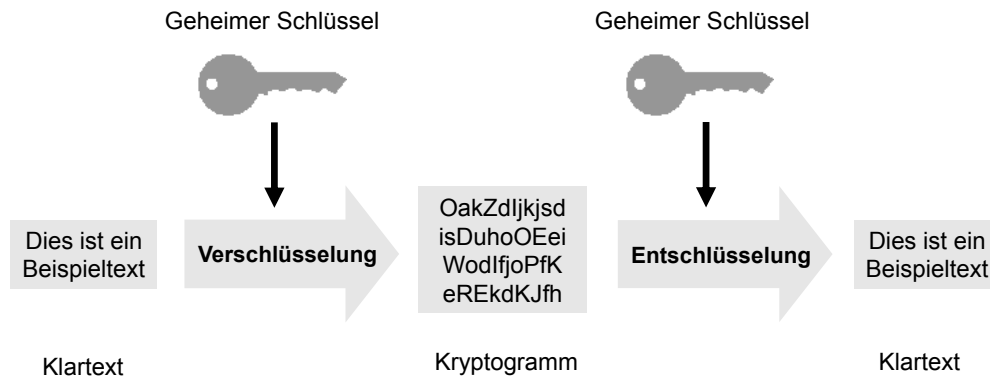 Geheimer Schlüssel
Geheimer Schlüssel
Dies ist ein
Beispieltext
Verschlüsselung
OakZdIjkjsd
isDuhoOEei
WodIfjoPfK
eREkdKJfh
Entschlüsselung
Dies ist ein
Beispieltext
Klartext
Kryptogramm
Klartext